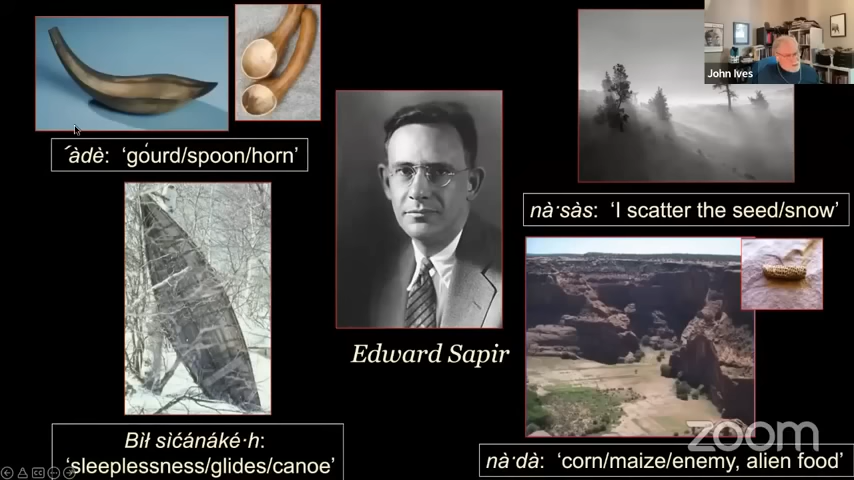 John Ives
´àdè: ‘gourd/spoon/horn’
nà·sàs: ‘I scatter the seed/snow’
Edward Sapir
Bìł sìćánáké·h:
‘sleeplessness/glides/canoe’
nà·dà: ‘corn/maize/enemy, alien food’
zoom